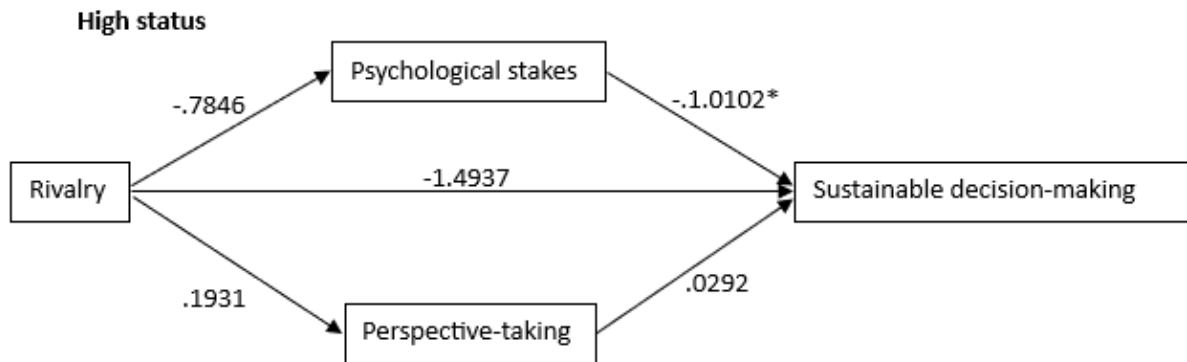 High status
Psychological stakes
-.7846
-.1.0102*
Rivalry
-1.4937
Sustainable decision-making
.1931
.0292
Perspective-taking